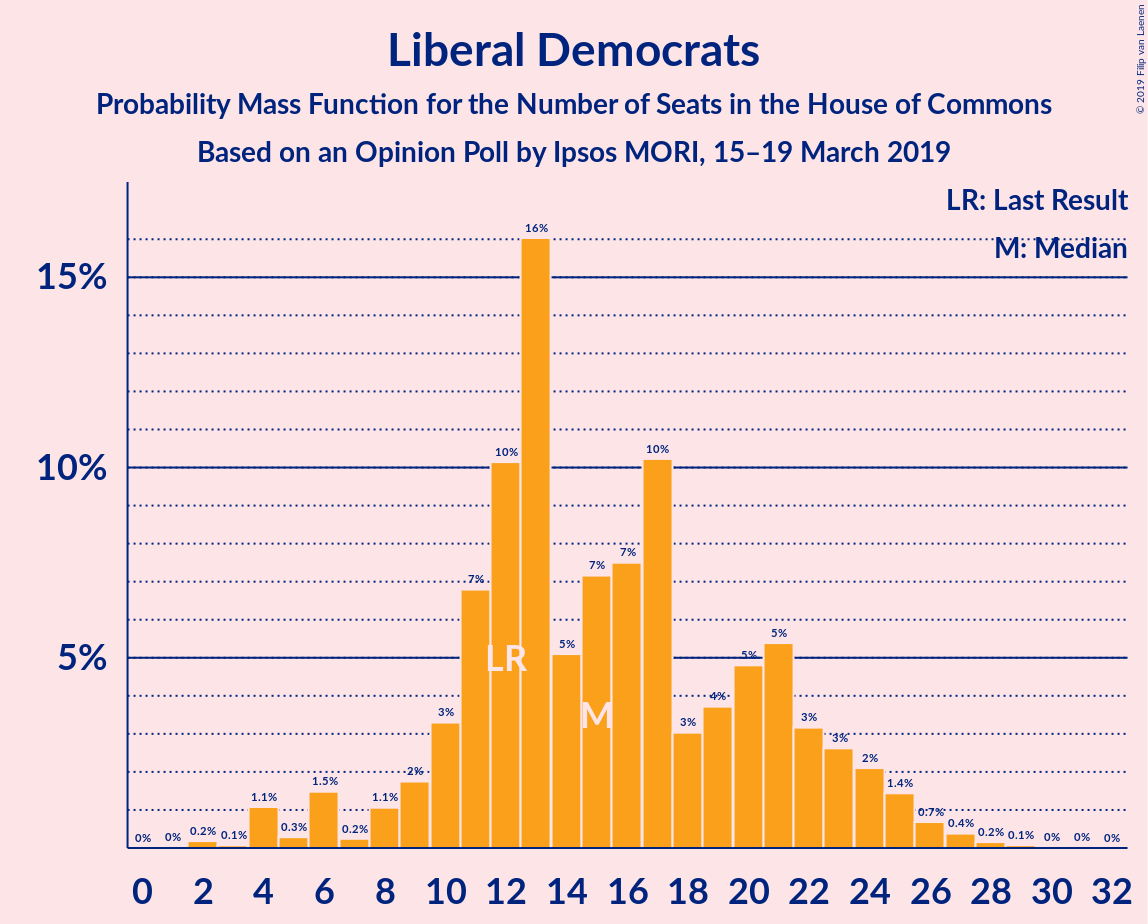 Liberal Democrats
Probability Mass Function for the Number of Seats in the House of Commons
Based on an Opinion Poll by Ipsos MORI, 15–19 March 2019
© 2019 Filip van Laenen
LR: Last Result
M: Median
15%
10%
5%
0% 0% 0.2% 0.1% 1.1% 0.3% 1.5% 0.2% 1.1% 2% 3% 7% 10% 16% 5% 7% 7% 10% 3% 4% 5% 5% 3% 3% 2% 1.4% 0.7% 0.4% 0.2% 0.1% 0% 0% 0%
LR
M
0 2 4 6 8 10 12 14 16 18 20 22 24 26 28 30 32